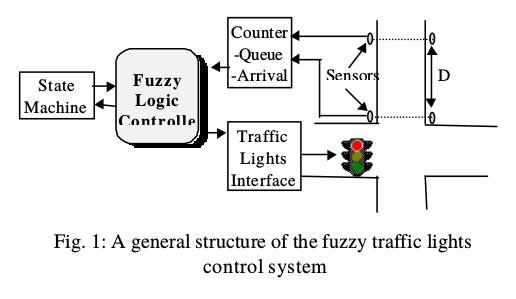 State
Machine
Fuzzy
Logic
Controlle
Counter
-Queue
-Arrival
Sensors
D
Traffic
Lights
Interface
Fig. 1: A general structure of the fuzzy traffic lights
control system